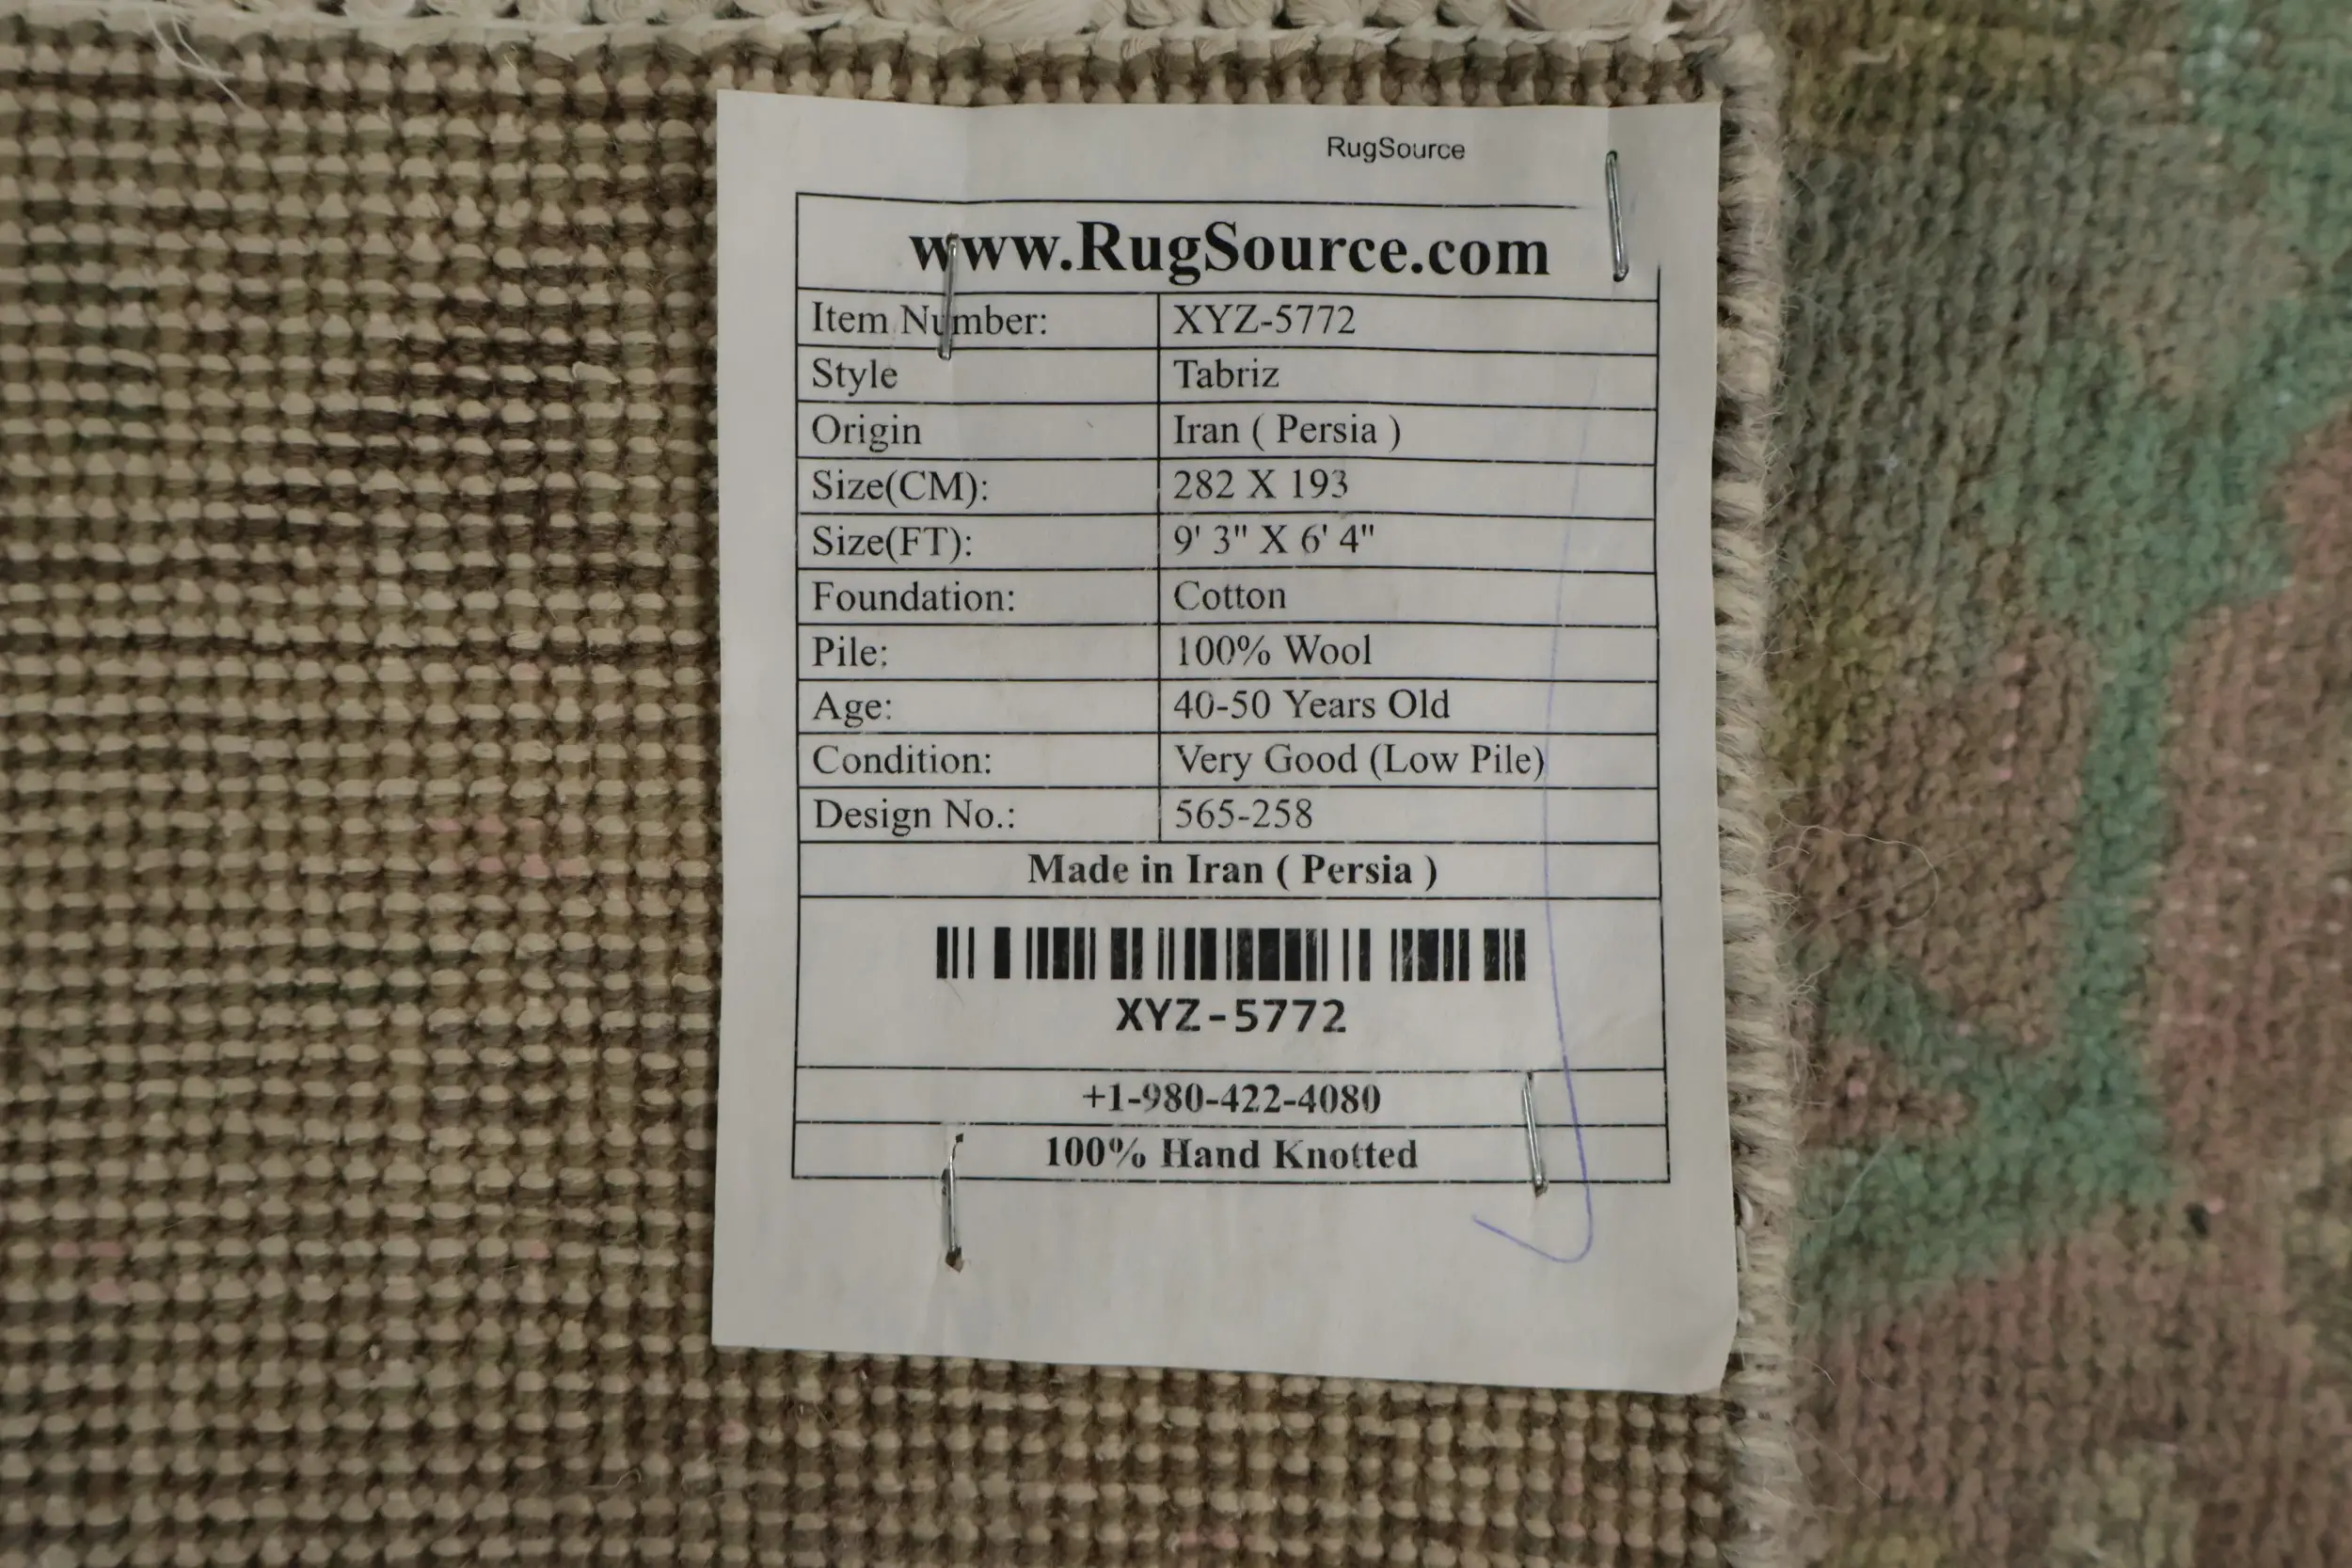 RugSource
www.RugSource.com
Item Number: XYZ-5772
Style Tabriz
Origin Iran ( Persia )
Size(CM): 282 X 193
Size(FT): 9' 3" X 6' 4"
Foundation: Cotton
Pile: 100% Wool
Age: 40-50 Years Old
Condition: Very Good (Low Pile)
Design No.: 565-258
Made in Iran ( Persia )
XYZ-5772
+1-980-422-4080
100% Hand Knotted